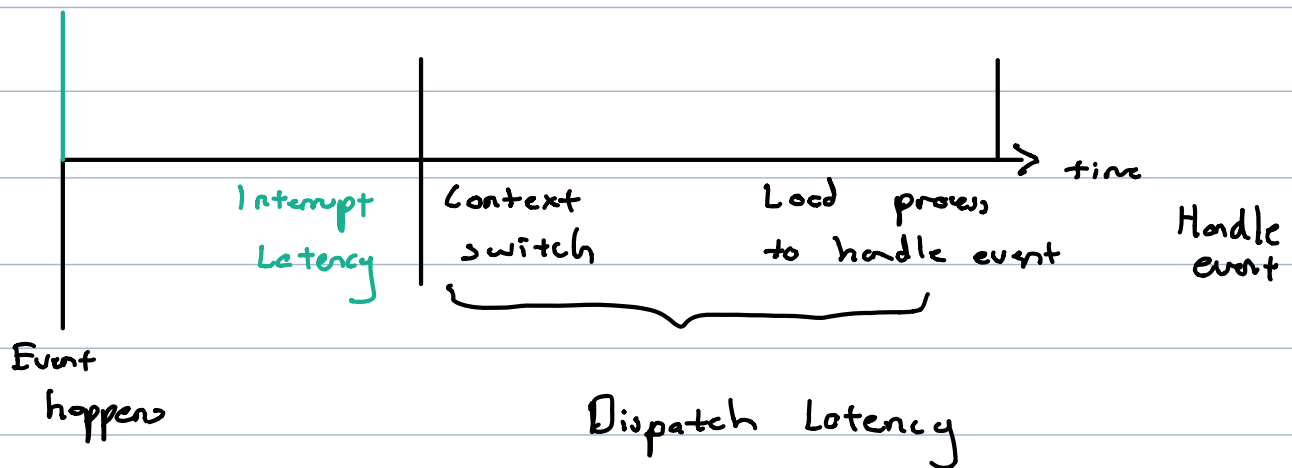 time
Interrupt
Latency
Context
switch
Load process
to handle event
Handle
event
Event
happens
Dispatch Latency